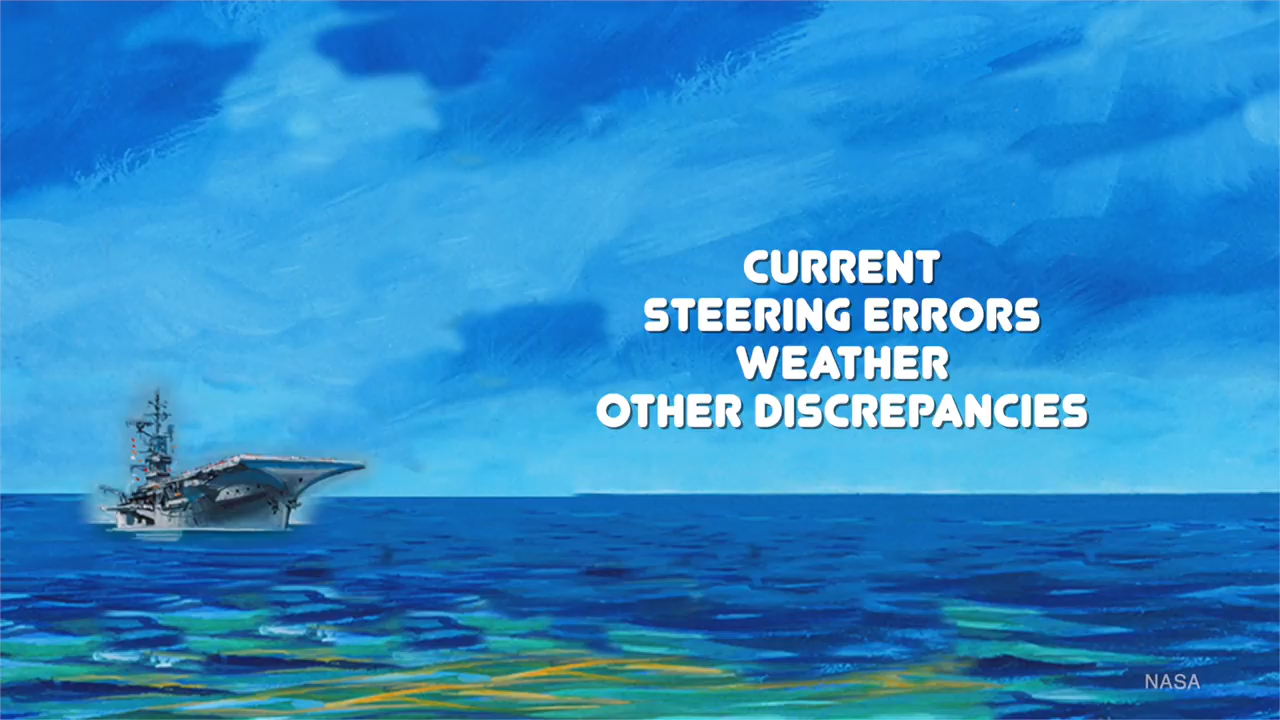 CURRENT
STEERING ERRORS
WEATHER
OTHER DISCREPANCIES
NASA